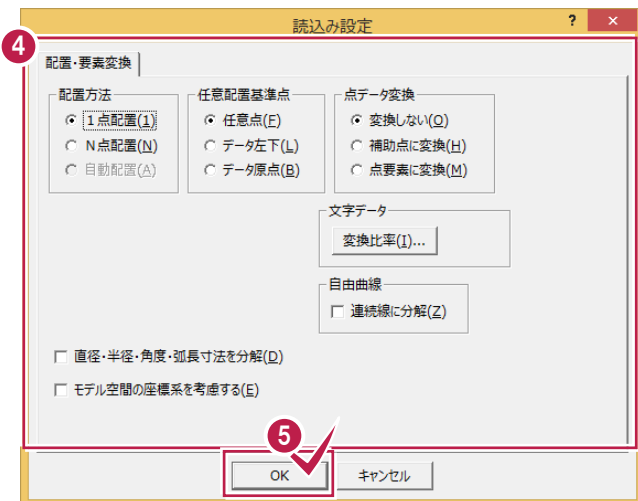 読込み設定
? ×
4
配置・要素変換
配置方法
1点配置(1)
N点配置(N)
自動配置(A)
任意配置基準点
任意点(F)
データ左下(L)
データ原点(B)
点データ変換
変換しない(O)
補助点に変換(H)
点要素に変換(M)
文字データ
変換比率(I)...
自由曲線
連続線に分解(Z)
直径・半径・角度・弧長寸法を分解(D)
モデル空間の座標系を考慮する(E)
5
OK
キャンセル